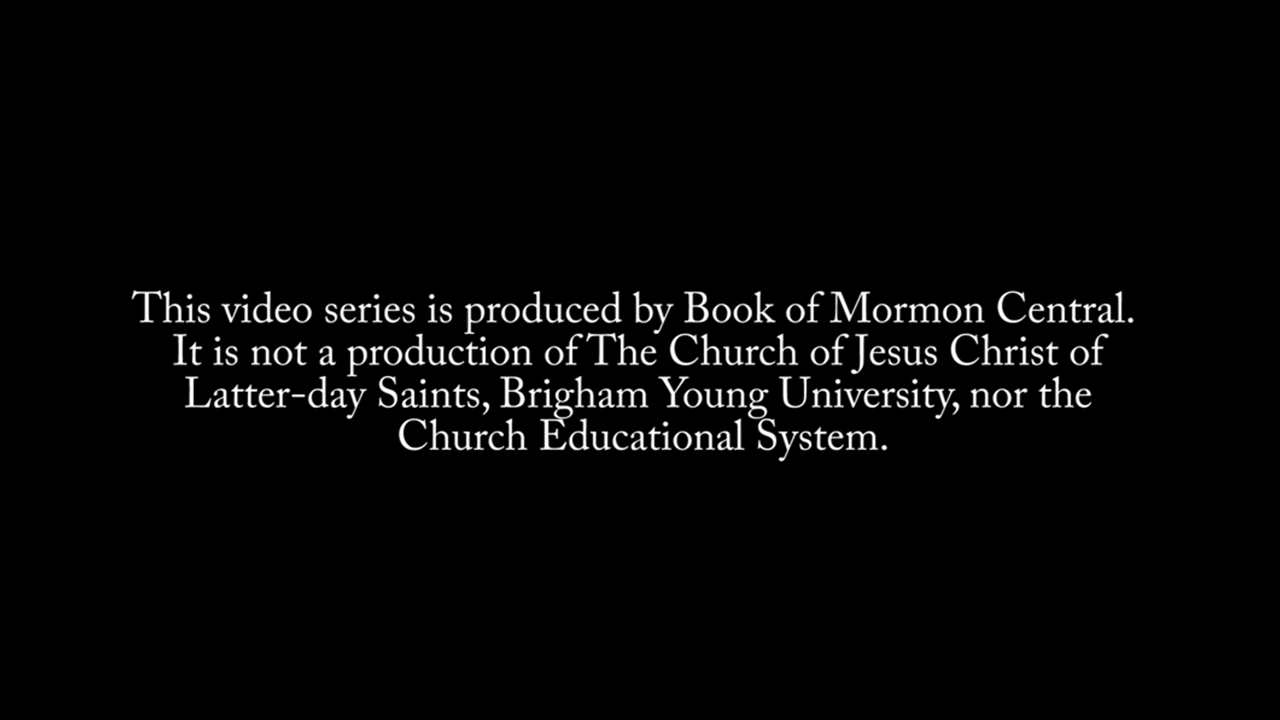 This video series is produced by Book of Mormon Central.
It is not a production of The Church of Jesus Christ of
Latter-day Saints, Brigham Young University, nor the
Church Educational System.